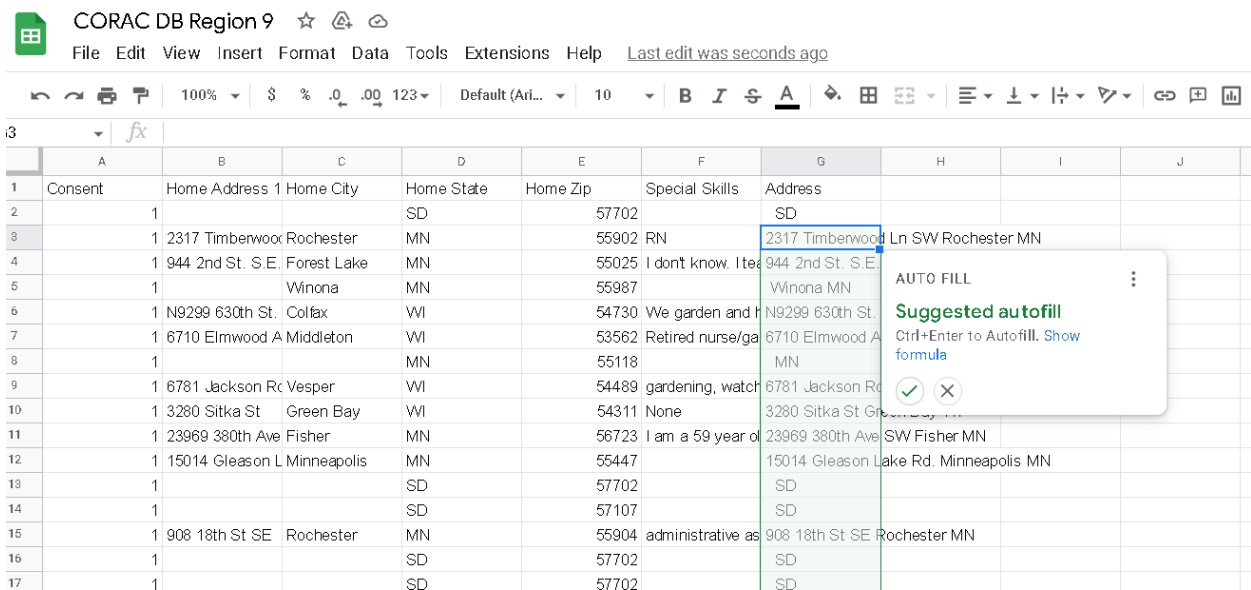 CORAC DB Region 9
File Edit View Insert Format Data Tools Extensions Help Last edit was seconds ago
100% $ % .0 .00 123 Default (Ari... 10 B I S A
fx
A B C D E F G H I J
1 Consent Home Address 1 Home City Home State Home Zip Special Skills Address
2 1 SD 57702 SD
3 1 2317 Timberwood Rochester MN 55902 RN 2317 Timberwood Ln SW Rochester MN
4 1 944 2nd St. S.E. Forest Lake MN 55025 I don't know. I tea 944 2nd St. S.E.
5 1 Winona MN 55987 Winona MN
6 1 N9299 630th St. Colfax WI 54730 We garden and h N9299 630th St.
7 1 6710 Elmwood A Middleton WI 53562 Retired nurse/ga 6710 Elmwood A
8 1 MN 55118 MN
9 1 6781 Jackson Rd Vesper WI 54489 gardening, watch 6781 Jackson Rd
10 1 3280 Sitka St Green Bay WI 54311 None 3280 Sitka St Green Bay
11 1 23969 380th Ave Fisher MN 56723 I am a 59 year ol 23969 380th Ave SW Fisher MN
12 1 15014 Gleason L Minneapolis MN 55447 15014 Gleason Lake Rd. Minneapolis MN
13 1 SD 57702 SD
14 1 SD 57107 SD
15 1 908 18th St SE Rochester MN 55904 administrative as 908 18th St SE Rochester MN
16 1 SD 57702 SD
17 1 SD 57702 SD
AUTO FILL
Suggested autofill
Ctrl+Enter to Autofill. Show
formula